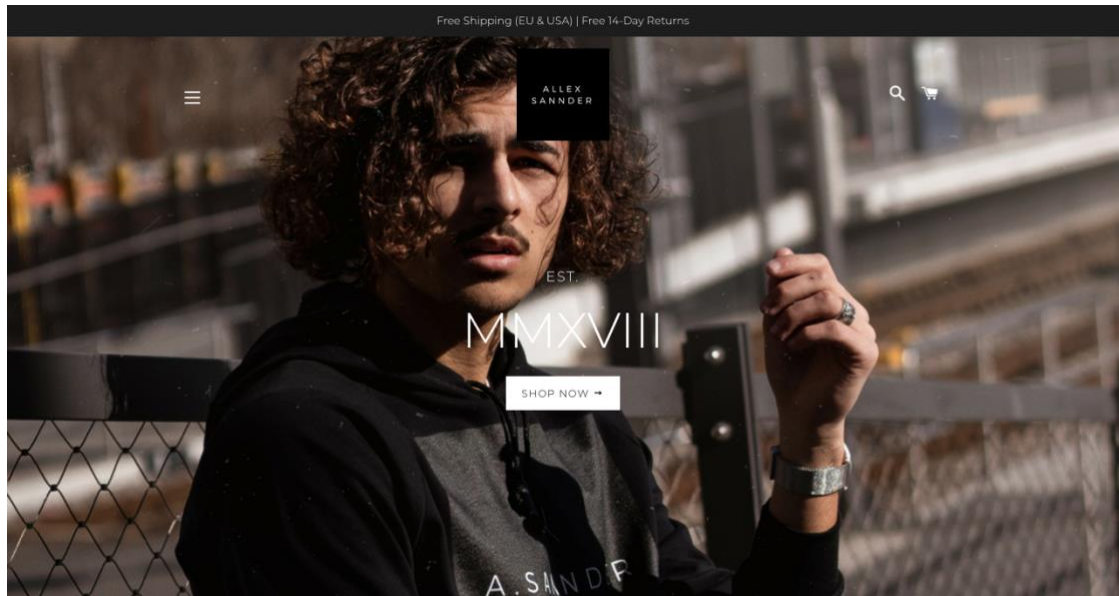 Free Shipping (EU & USA) | Free 14-Day Returns
ALLEX
SANNDER
EST.
MMXVIII
SHOP NOW →